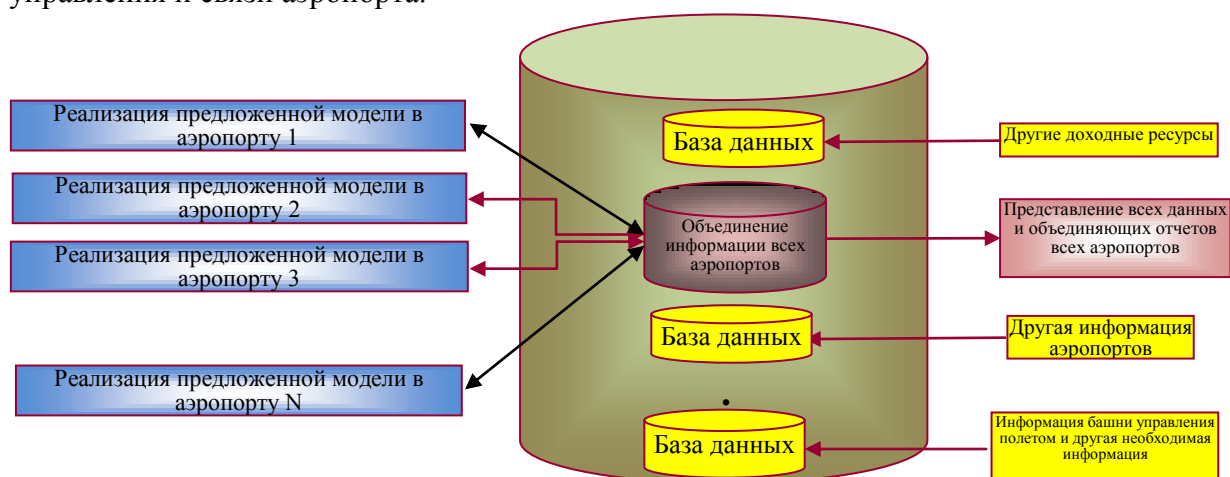 управления и связи аэропорта.
Реализация предложенной модели в
аэропорту 1
Реализация предложенной модели в
аэропорту 2
Реализация предложенной модели в
аэропорту 3
Реализация предложенной модели в
аэропорту N
База данных
Объединение
информации всех
аэропортов
База данных
База данных
Другие доходные ресурсы
Представление всех данных
и объединяющих отчетов
всех аэропортов
Другая информация
аэропортов
Информация башни управления
полетом и другая необходимая
информация